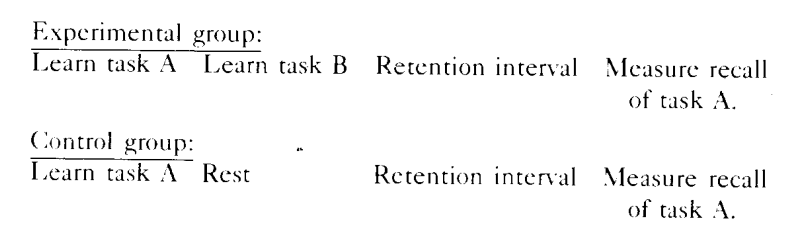 Experimental group:
Learn task A Learn task B Retention interval Measure recall
of task A.
Control group:
Learn task A Rest Retention interval Measure recall
of task A.